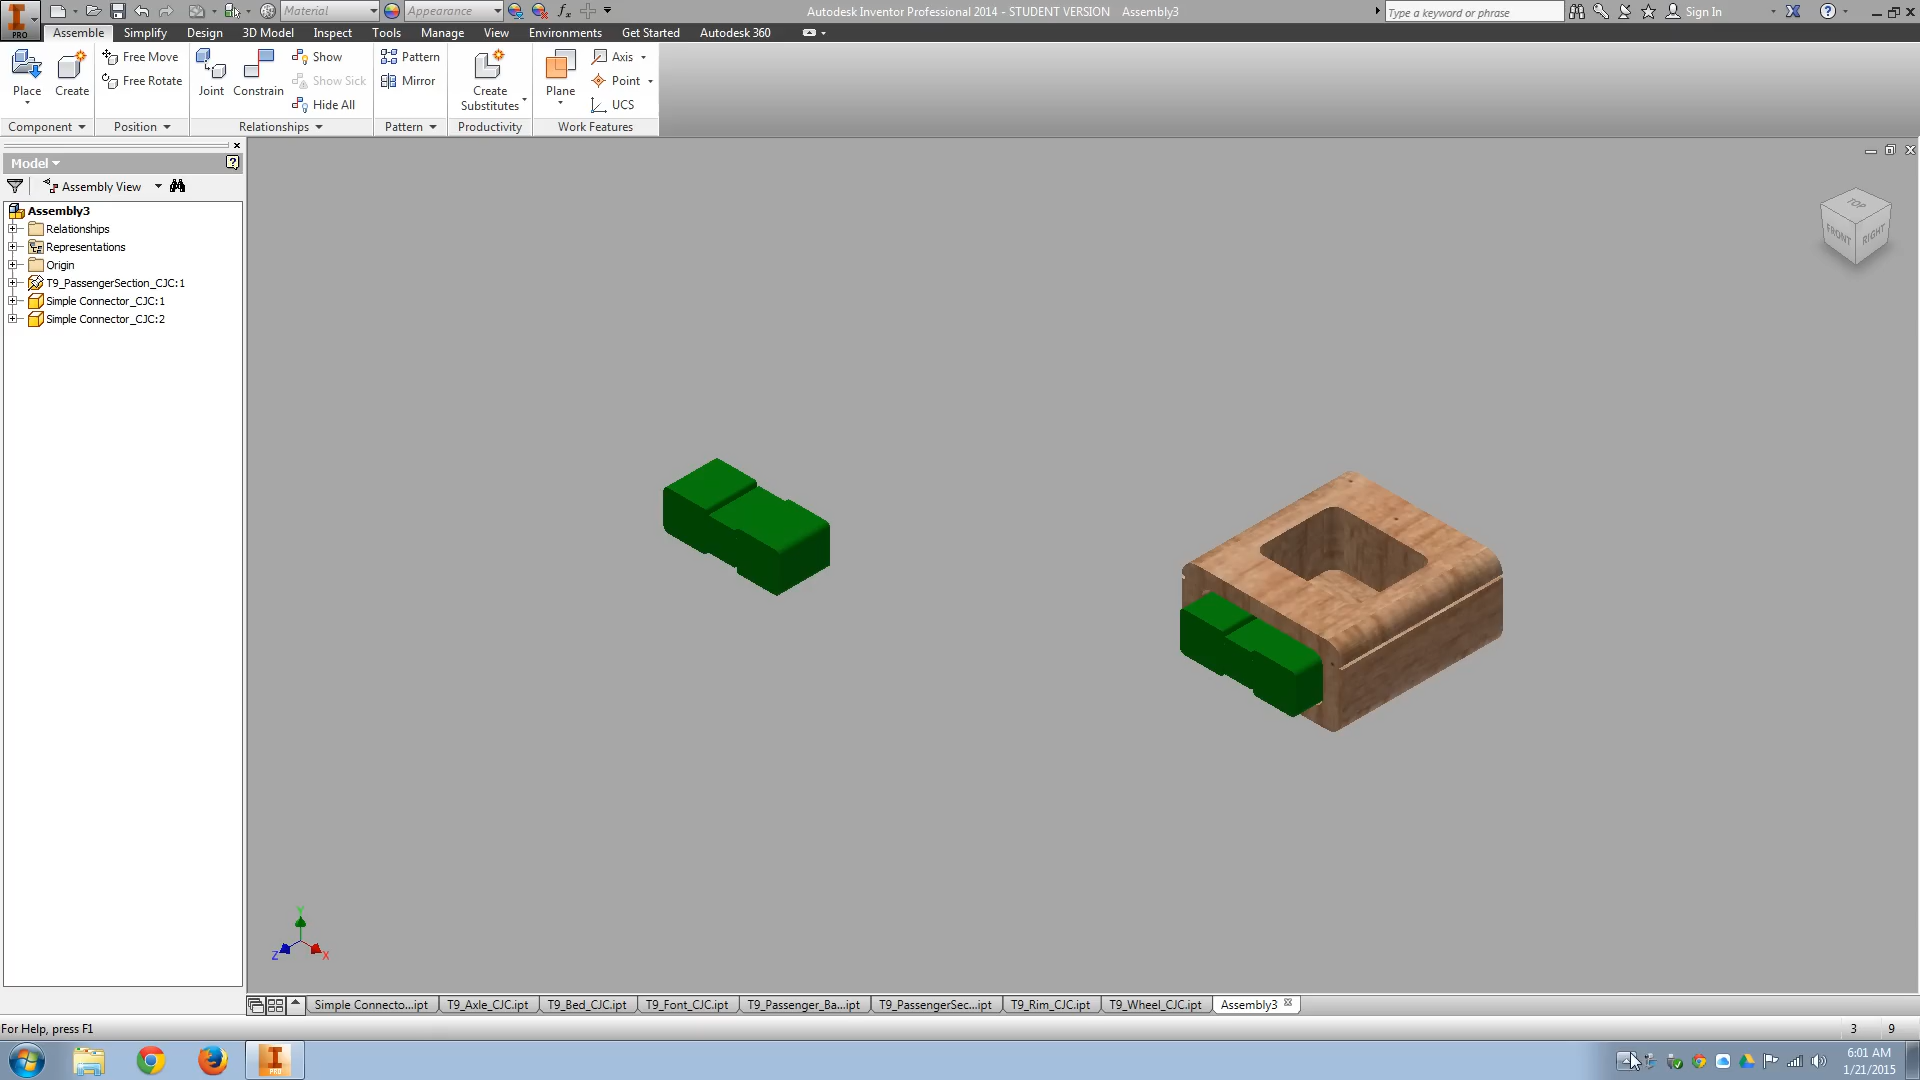 Material
Appearance
Autodesk Inventor Professional 2014 - STUDENT VERSION Assembly3
Type a keyword or phrase
Sign In
PRO
Assemble Simplify Design 3D Model Inspect Tools Manage View Environments Get Started Autodesk 360
Place
Create
Free Move
Free Rotate
Joint
Constrain
Show
Show Sick
Hide All
Pattern
Mirror
Create
Substitutes
Plane
Axis
Point
UCS
Component
Position
Relationships
Pattern
Productivity
Work Features
Model
Assembly View
Assembly3
Relationships
Representations
Origin
T9_PassengerSection_CJC:1
Simple Connector_CJC:1
Simple Connector_CJC:2
TOP
FRONT
RIGHT
Y
Z
X
Simple Connecto...ipt
T9_Axle_CJC.ipt
T9_Bed_CJC.ipt
T9_Font_CJC.ipt
T9_Passenger_Ba...ipt
T9_PassengerSec...ipt
T9_Rim_CJC.ipt
T9_Wheel_CJC.ipt
Assembly3
For Help, press F1
3
9
PRO
6:01 AM
1/21/2015